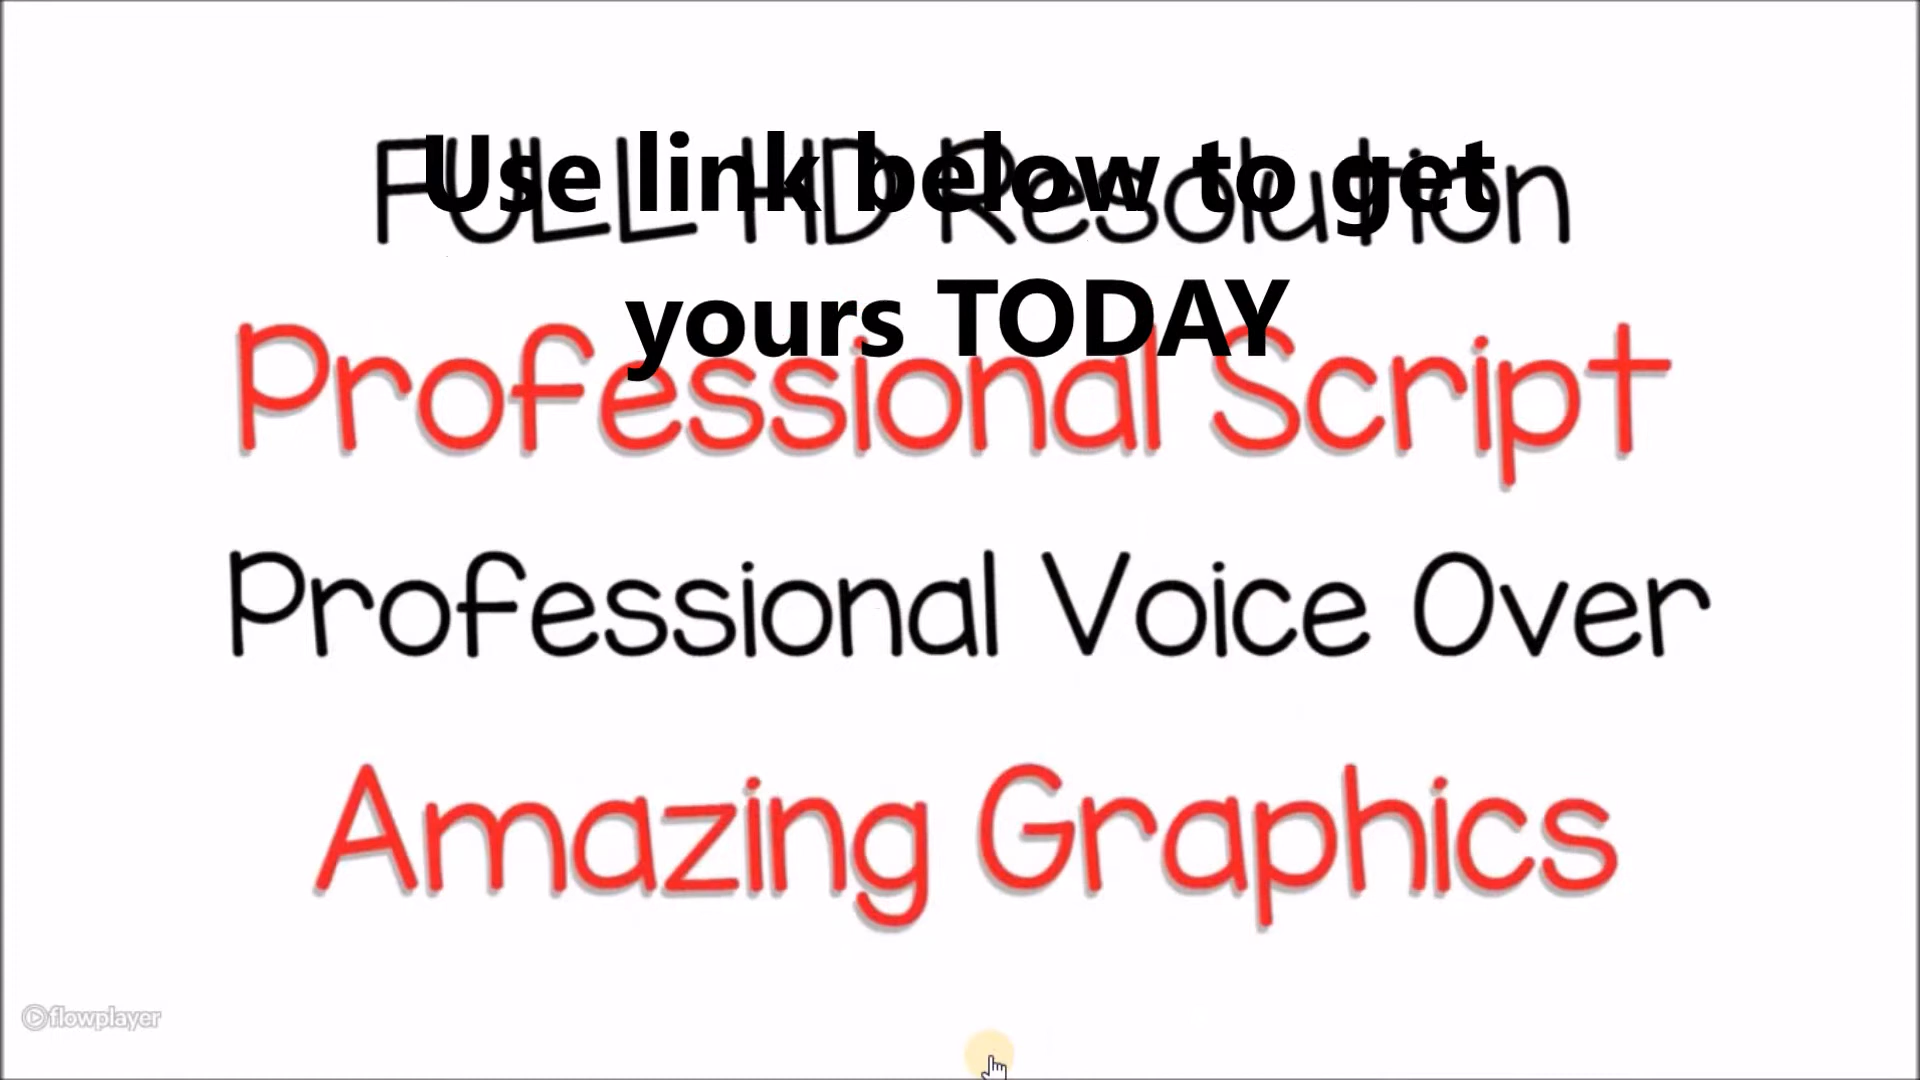 Use link below to get
yours TODAY
FULL HD Resolution
Professional Script
Professional Voice Over
Amazing Graphics
flowplayer